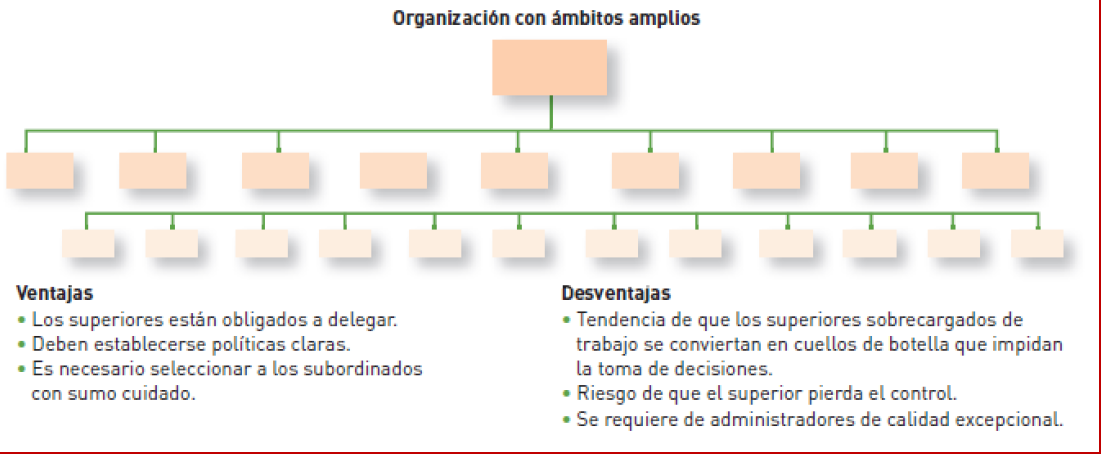 Organización con ámbitos amplios
Ventajas
• Los superiores están obligados a delegar.
• Deben establecerse políticas claras.
• Es necesario seleccionar a los subordinados
con sumo cuidado.
Desventajas
• Tendencia de que los superiores sobrecargados de
trabajo se conviertan en cuellos de botella que impidan
la toma de decisiones.
• Riesgo de que el superior pierda el control.
• Se requiere de administradores de calidad excepcional.